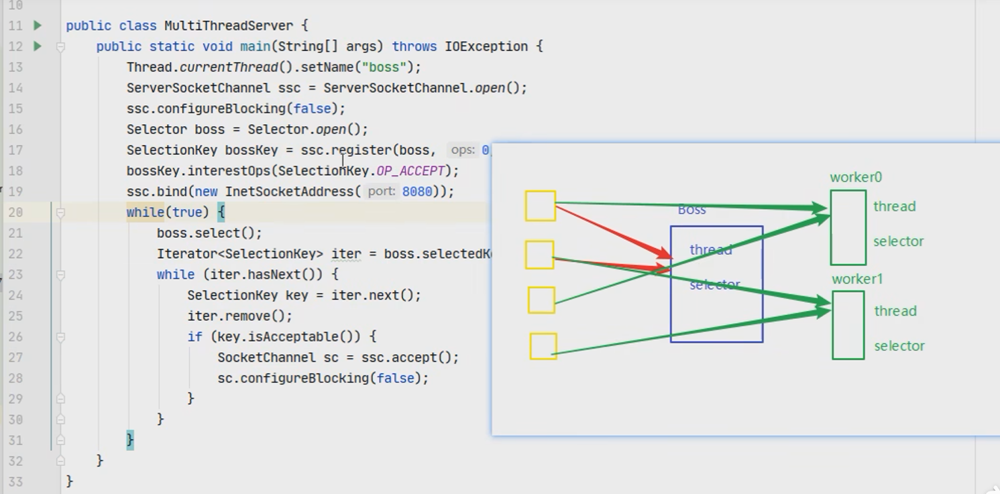 10
11 public class MultiThreadServer {
12 public static void main(String[] args) throws IOException {
13 Thread.currentThread().setName("boss");
14 ServerSocketChannel ssc = ServerSocketChannel.open();
15 ssc.configureBlocking(false);
16 Selector boss = Selector.open();
17 SelectionKey bossKey = ssc.register(boss, ops: 0
18 bossKey.interestOps(SelectionKey.OP_ACCEPT);
19 ssc.bind(new InetSocketAddress( port: 8080));
20 while(true) {
21 boss.select();
22 Iterator<SelectionKey> iter = boss.selectedK
23 while (iter.hasNext()) {
24 SelectionKey key = iter.next();
25 iter.remove();
26 if (key.isAcceptable()) {
27 SocketChannel sc = ssc.accept();
28 sc.configureBlocking(false);
29 }
30 }
31 }
32 }
33 }
Boss
thread
selector
worker0
thread
selector
worker1
thread
selector